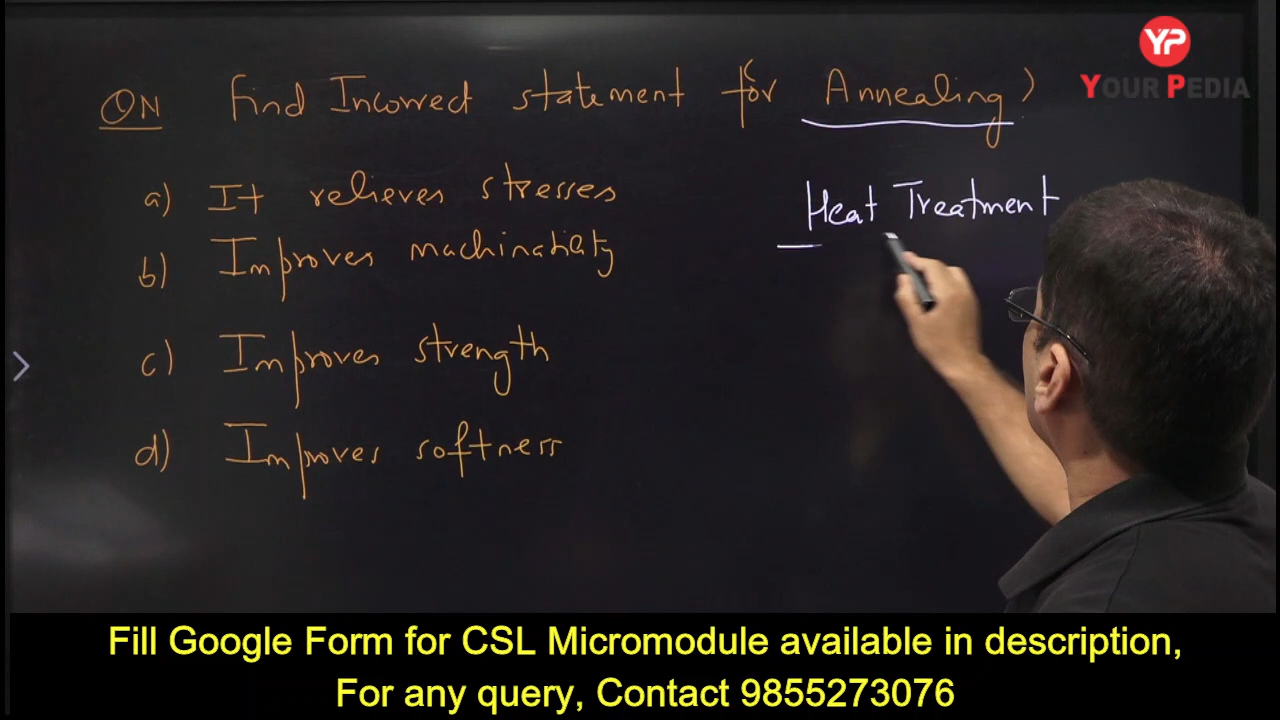 QN Find Incorrect statement for Annealing)
YP
YOUR PEDIA
a) It relieves stresses
Heat Treatment
b) Improves machinability
c) Improves strength
d) Improves softness
Fill Google Form for CSL Micromodule available in description,
For any query, Contact 9855273076